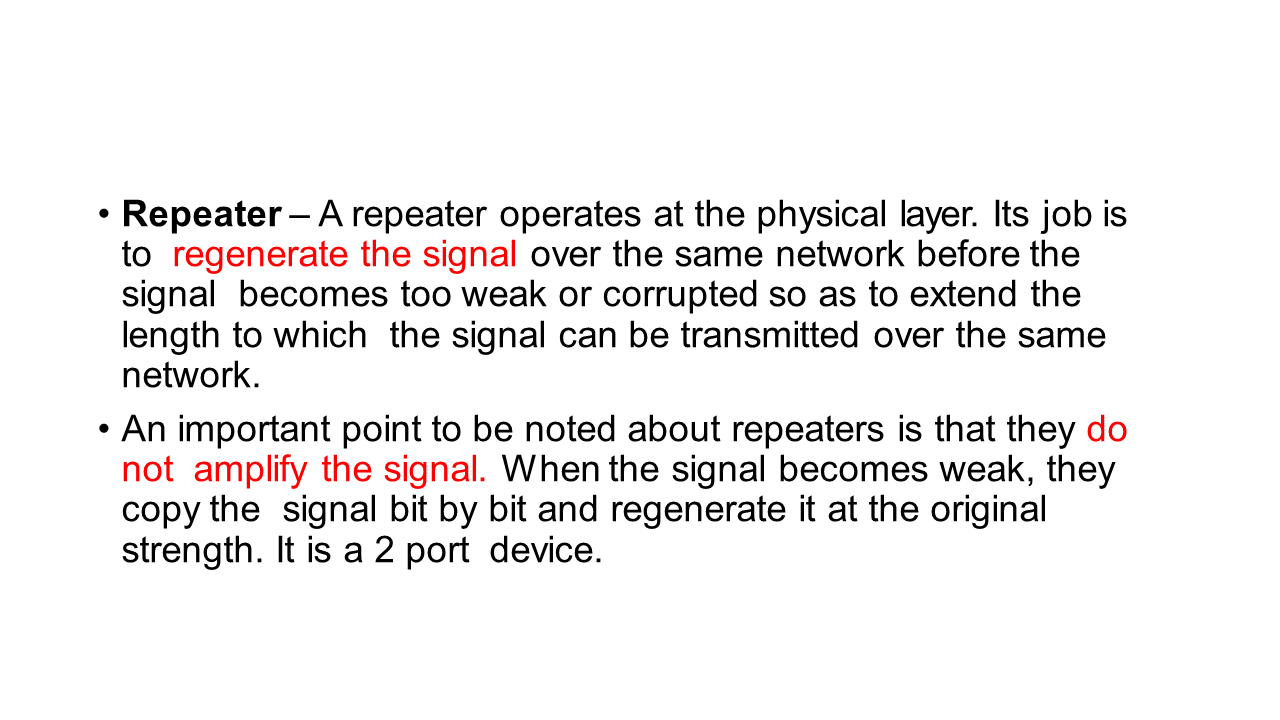 • Repeater – A repeater operates at the physical layer. Its job is
to regenerate the signal over the same network before the
signal becomes too weak or corrupted so as to extend the
length to which the signal can be transmitted over the same
network.
• An important point to be noted about repeaters is that they do
not amplify the signal. When the signal becomes weak, they
copy the signal bit by bit and regenerate it at the original
strength. It is a 2 port device.